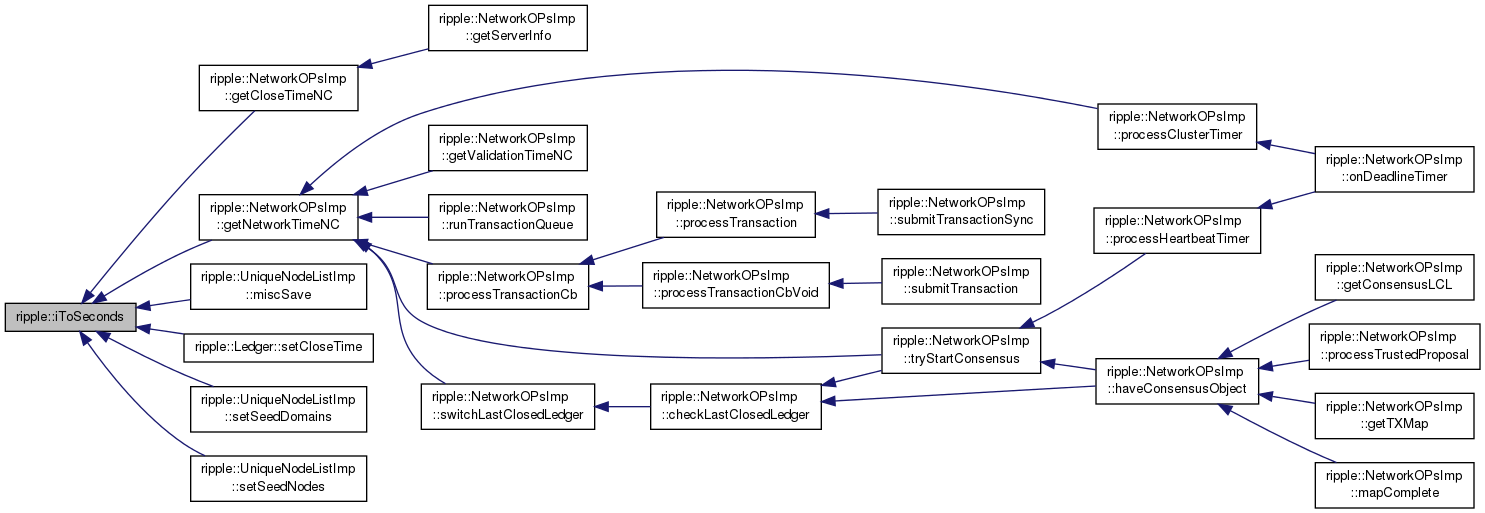 ripple::NetworkOPsImp
::getServerInfo
ripple::NetworkOPsImp
::getCloseTimeNC
ripple::NetworkOPsImp
::processClusterTimer
ripple::NetworkOPsImp
::getValidationTimeNC
ripple::NetworkOPsImp
::onDeadlineTimer
ripple::NetworkOPsImp
::getNetworkTimeNC
ripple::NetworkOPsImp
::runTransactionQueue
ripple::NetworkOPsImp
::processTransaction
ripple::NetworkOPsImp
::submitTransactionSync
ripple::NetworkOPsImp
::processHeartbeatTimer
ripple::UniqueNodeListImp
::miscSave
ripple::NetworkOPsImp
::processTransactionCb
ripple::NetworkOPsImp
::processTransactionCbVoid
ripple::NetworkOPsImp
::submitTransaction
ripple::NetworkOPsImp
::getConsensusLCL
ripple::iToSeconds
ripple::Ledger::setCloseTime
ripple::NetworkOPsImp
::tryStartConsensus
ripple::NetworkOPsImp
::processTrustedProposal
ripple::NetworkOPsImp
::haveConsensusObject
ripple::UniqueNodeListImp
::setSeedDomains
ripple::NetworkOPsImp
::switchLastClosedLedger
ripple::NetworkOPsImp
::checkLastClosedLedger
ripple::NetworkOPsImp
::getTXMap
ripple::UniqueNodeListImp
::setSeedNodes
ripple::NetworkOPsImp
::mapComplete